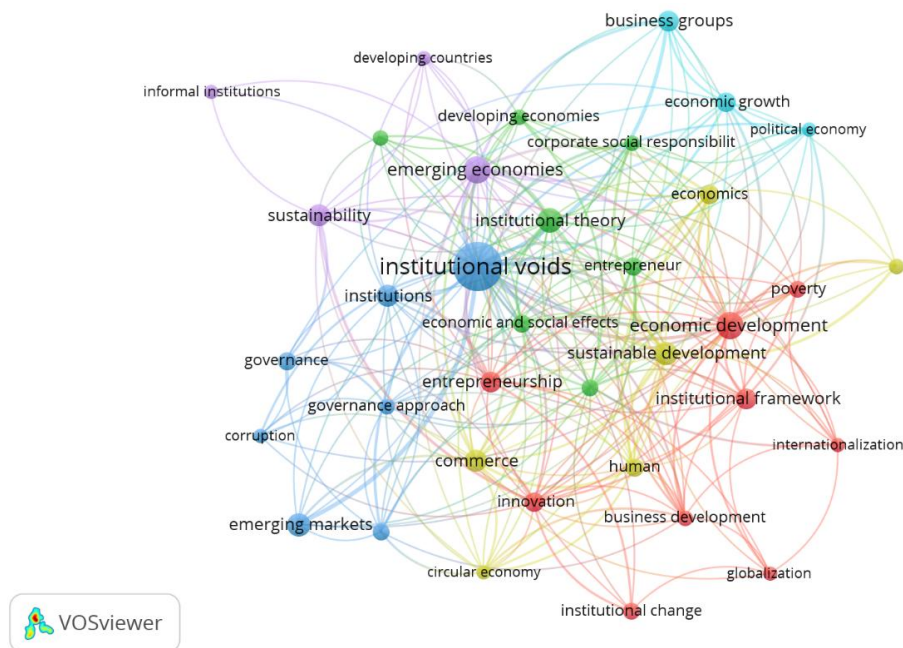 business groups
developing countries
informal institutions
economic growth
developing economies
political economy
corporate social responsibilit
emerging economies
economics
sustainability
institutional theory
institutional voids
entrepreneur
poverty
institutions
economic and social effects
economic development
sustainable development
governance
entrepreneurship
institutional framework
governance approach
corruption
internationalization
commerce
human
innovation
business development
emerging markets
circular economy
globalization
institutional change
VOSviewer